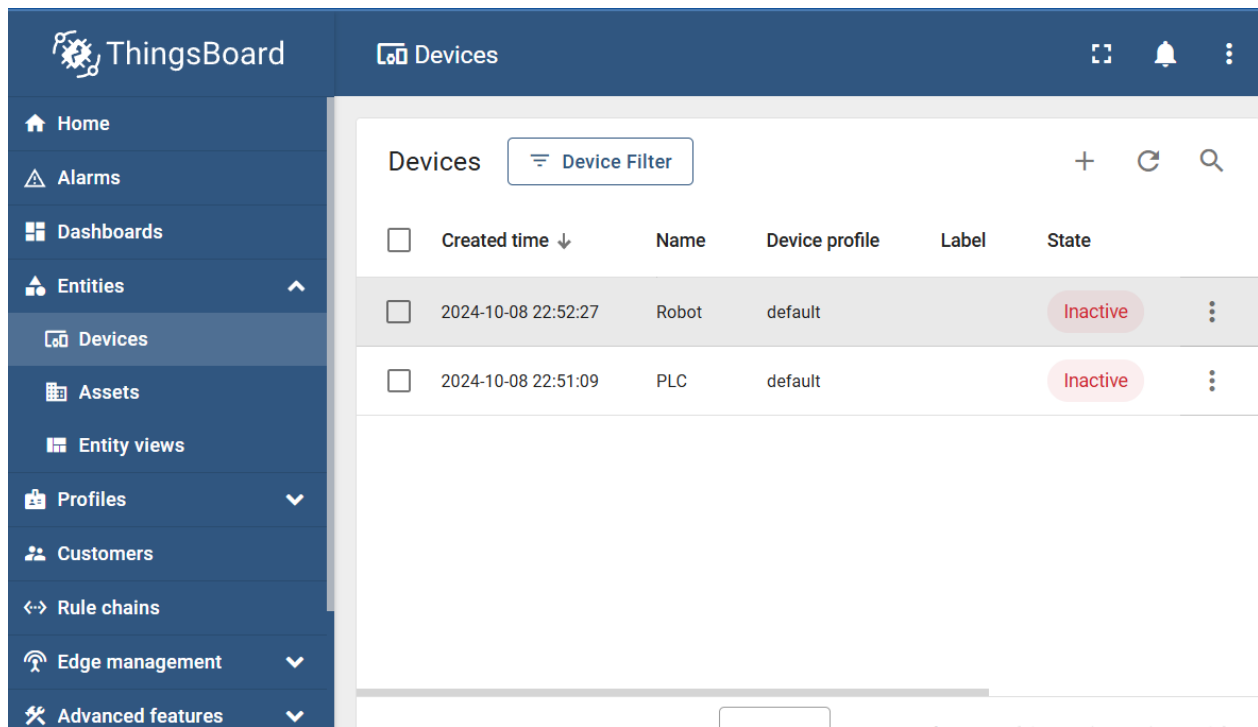 ThingsBoard
Devices
Home
Alarms
Dashboards
Entities
Devices
Assets
Entity views
Profiles
Customers
Rule chains
Edge management
Advanced features
Devices Device Filter
Created time Name Device profile Label State
2024-10-08 22:52:27 Robot default Inactive
2024-10-08 22:51:09 PLC default Inactive